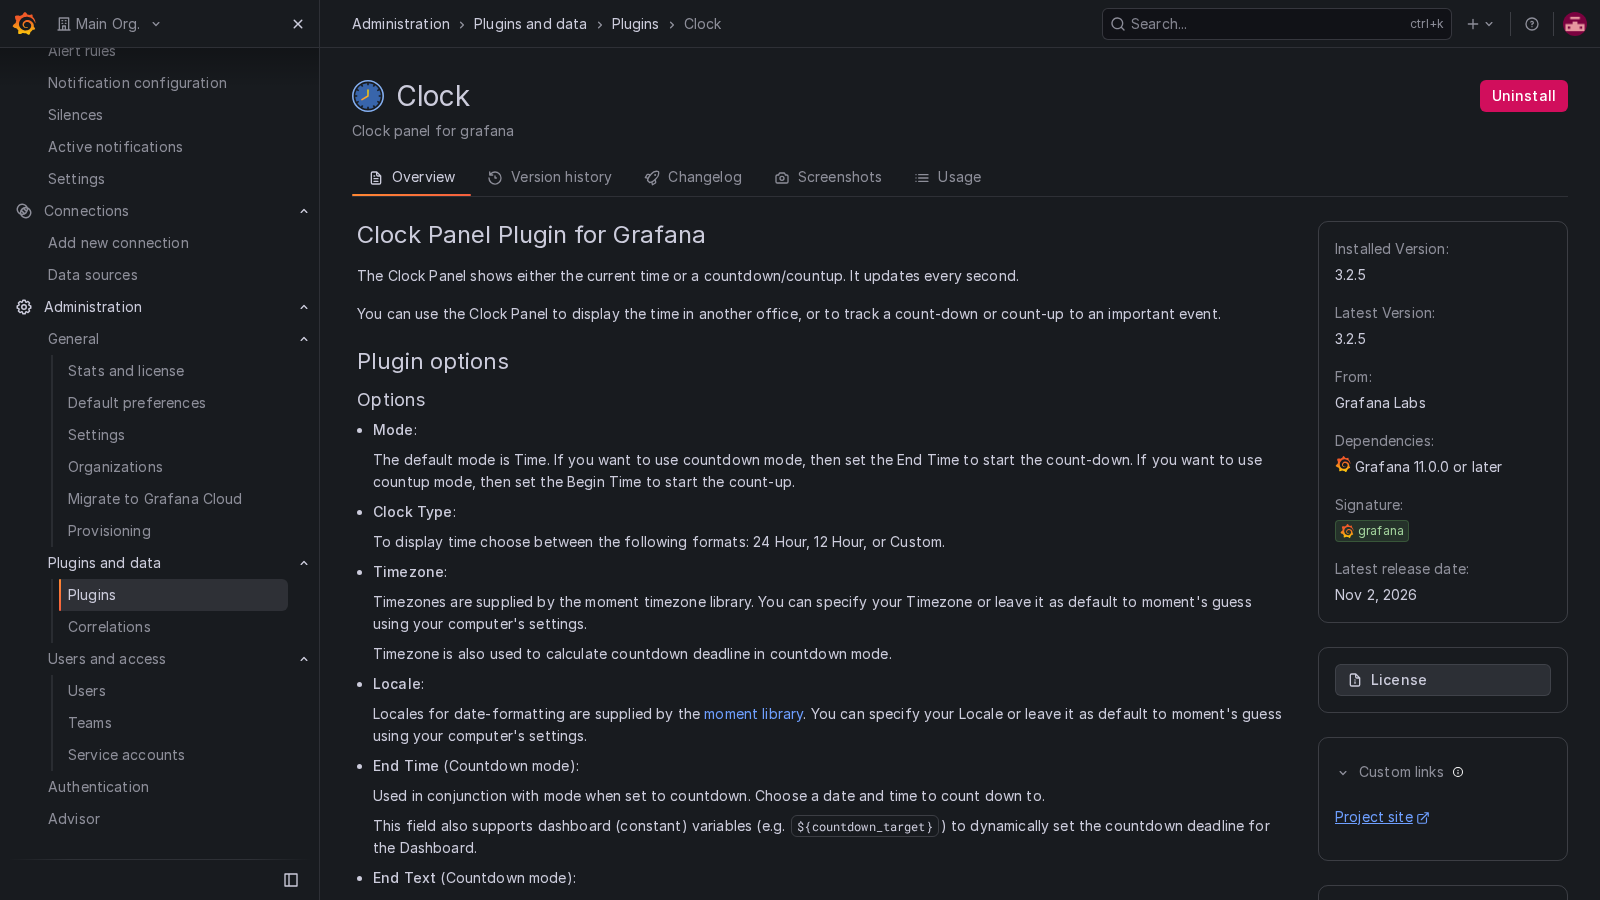 Main Org.
Administration
Plugins and data
Plugins
Clock
Search...
ctrl+k
Alert rules
Notification configuration
Silences
Active notifications
Settings
Connections
Add new connection
Data sources
Administration
General
Stats and license
Default preferences
Settings
Organizations
Migrate to Grafana Cloud
Provisioning
Plugins and data
Plugins
Correlations
Users and access
Users
Teams
Service accounts
Authentication
Advisor
Clock
Uninstall
Clock panel for grafana
Overview
Version history
Changelog
Screenshots
Usage
Clock Panel Plugin for Grafana
The Clock Panel shows either the current time or a countdown/countup. It updates every second.
You can use the Clock Panel to display the time in another office, or to track a count-down or count-up to an important event.
Plugin options
Options
Mode:
The default mode is Time. If you want to use countdown mode, then set the End Time to start the count-down. If you want to use
countup mode, then set the Begin Time to start the count-up.
Clock Type:
To display time choose between the following formats: 24 Hour, 12 Hour, or Custom.
Timezone:
Timezones are supplied by the moment timezone library. You can specify your Timezone or leave it as default to moment's guess
using your computer's settings.
Timezone is also used to calculate countdown deadline in countdown mode.
Locale:
Locales for date-formatting are supplied by the moment library. You can specify your Locale or leave it as default to moment's guess
using your computer's settings.
End Time (Countdown mode):
Used in conjunction with mode when set to countdown. Choose a date and time to count down to.
This field also supports dashboard (constant) variables (e.g. ${countdown_target}) to dynamically set the countdown deadline for
the Dashboard.
End Text (Countdown mode):
Installed Version:
3.2.5
Latest Version:
3.2.5
From:
Grafana Labs
Dependencies:
Grafana 11.0.0 or later
Signature:
grafana
Latest release date:
Nov 2, 2026
License
Custom links
Project site